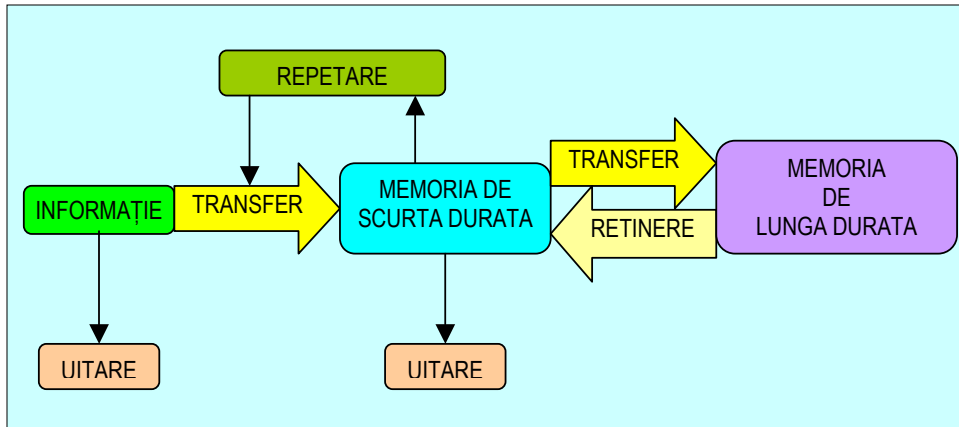 REPETARE
INFORMAȚIE
TRANSFER
MEMORIA DE
SCURTA DURATA
TRANSFER
RETINERE
MEMORIA
DE
LUNGA DURATA
UITARE
UITARE